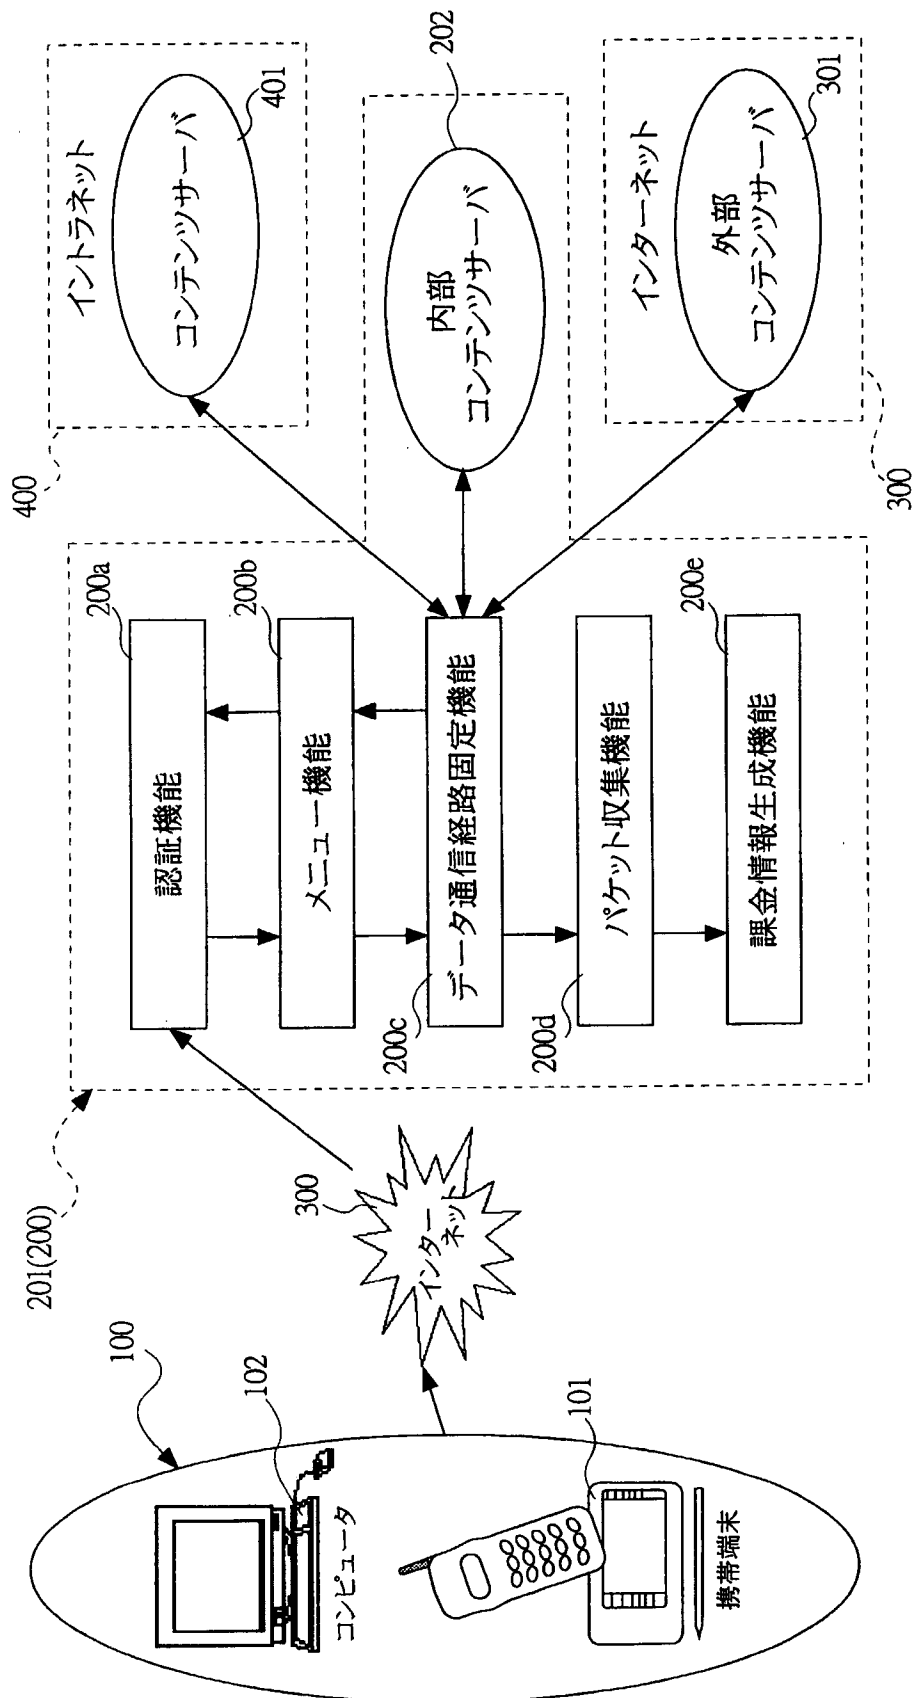 100
102
コンピュータ
101
携帯端末
300
インター
ネット
201(200)
200a
認証機能
200b
メニュー機能
200c
データ通信経路固定機能
200d
パケット収集機能
200e
課金情報生成機能
400
イントラネット
コンテンツサーバ
401
202
内部
コンテンツサーバ
インターネット
外部
コンテンツサーバ
301
300